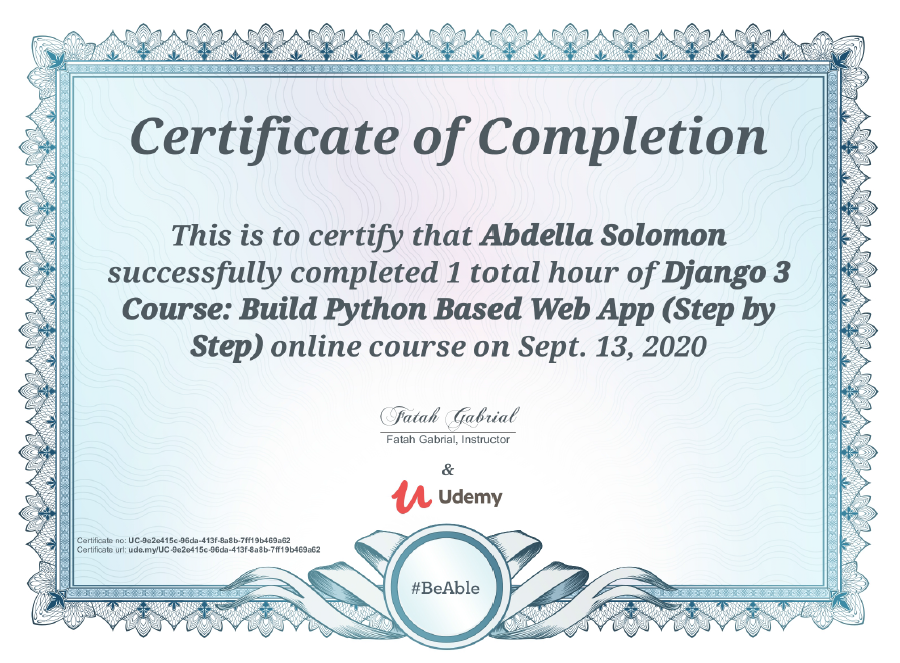 Certificate of Completion
This is to certify that Abdella Solomon
successfully completed 1 total hour of Django 3
Course: Build Python Based Web App (Step by
Step) online course on Sept. 13, 2020
Fatah Gabrial
Fatah Gabrial, Instructor
&
Udemy
Certificate no: UC-9e2e415c-96da-413f-8a8b-7ff19b469a62
Certificate url: ude.my/UC-9e2e415c-96da-413f-8a8b-7ff19b469a62
#BeAble